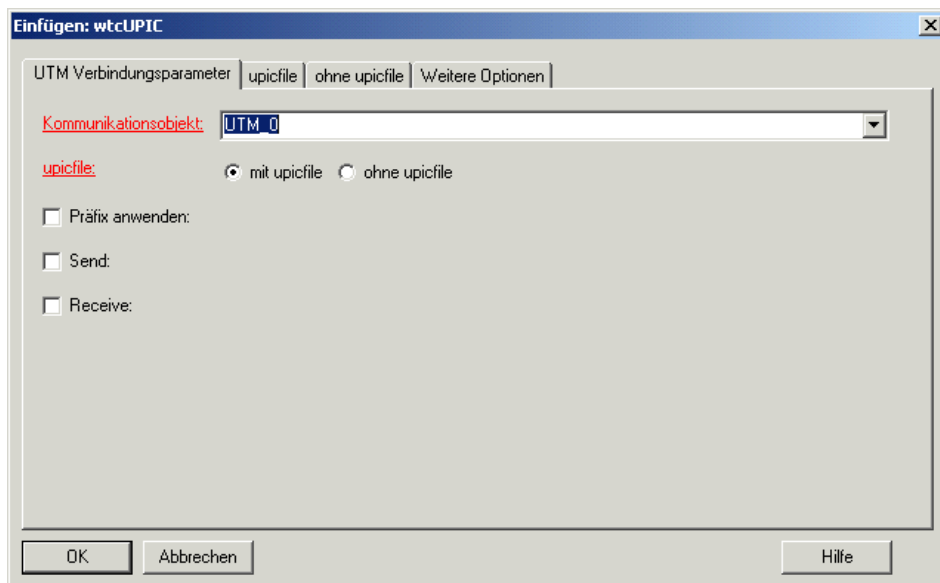 Einfügen: wtcUPIC
UTM Verbindungsparameter upicfile ohne upicfile Weitere Optionen
Kommunikationsobjekt: UTM_0
upicfile: mit upicfile ohne upicfile
Präfix anwenden:
Send:
Receive:
OK Abbrechen Hilfe